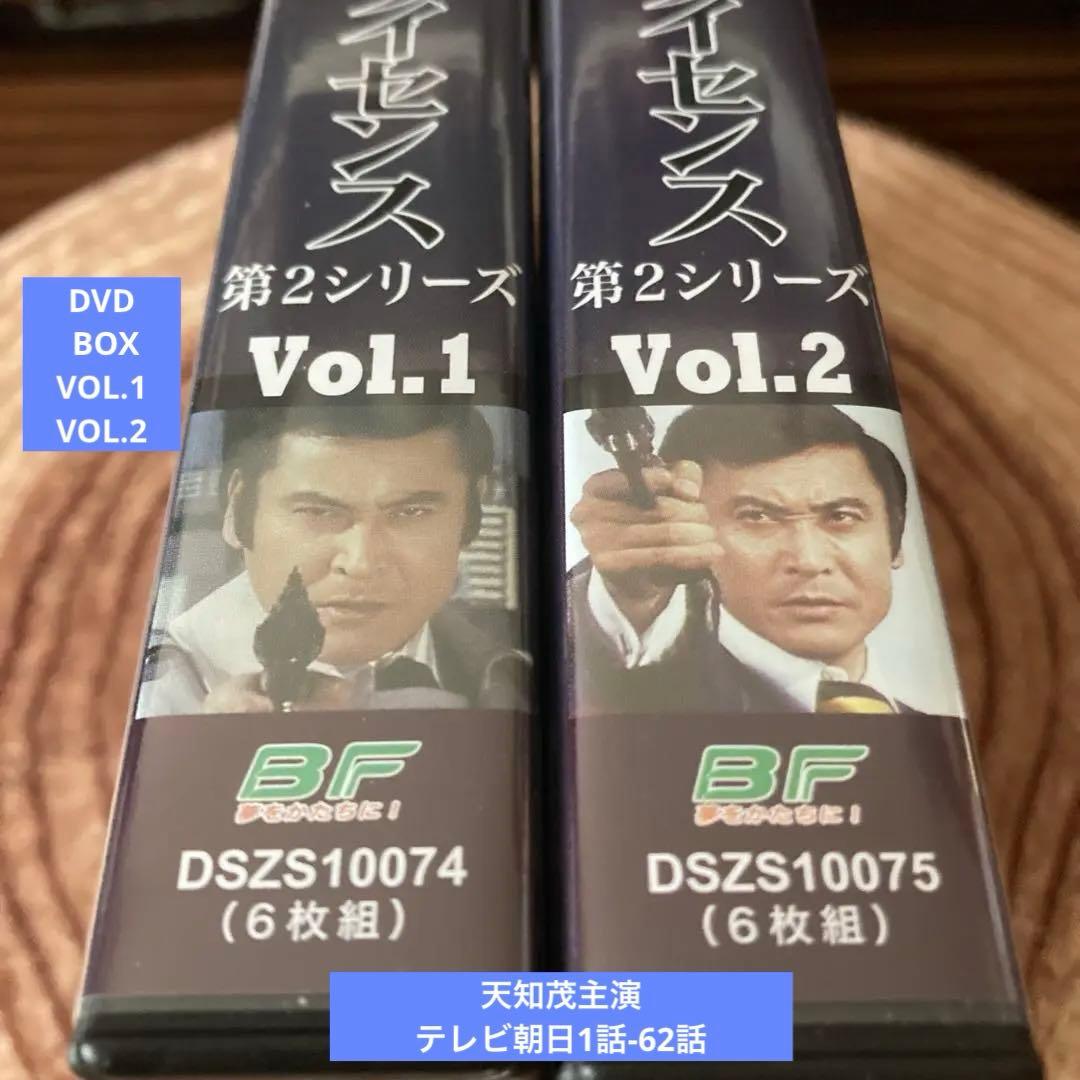 イセンス
第2シリーズ
Vol.1
BF
夢をかたちに!
DSZS10074
(6枚組)
イセンス
第2シリーズ
Vol.2
BF
夢をかたちに!
DSZS10075
(6枚組)
DVD
BOX
VOL.1
VOL.2
天知茂主演
テレビ朝日1話-62話